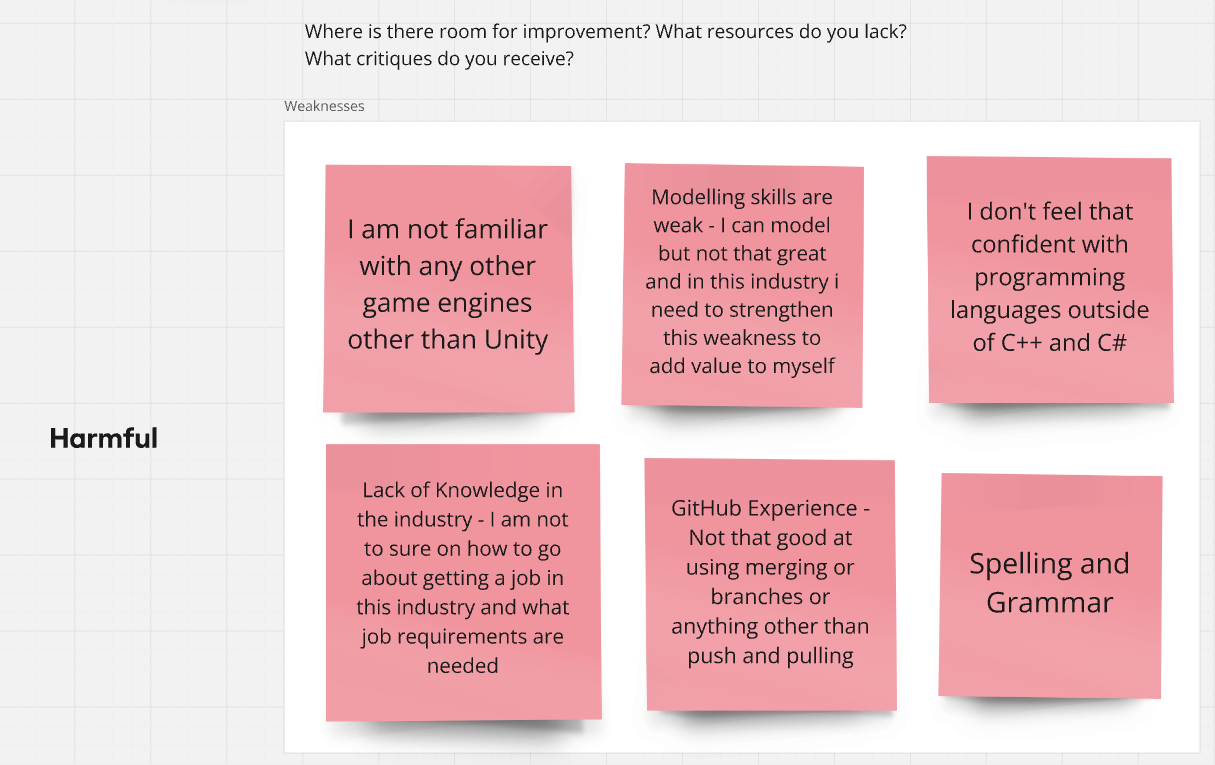 Where is there room for improvement? What resources do you lack?
What critiques do you receive?
Weaknesses
I am not familiar
with any other
game engines
other than Unity
Modelling skills are
weak - I can model
but not that great
and in this industry i
need to strengthen
this weakness to
add value to myself
I don't feel that
confident with
programming
languages outside
of C++ and C#
Harmful
Lack of Knowledge in
the industry - I am not
to sure on how to go
about getting a job in
this industry and what
job requirements are
needed
GitHub Experience -
Not that good at
using merging or
branches or
anything other than
push and pulling
Spelling and
Grammar